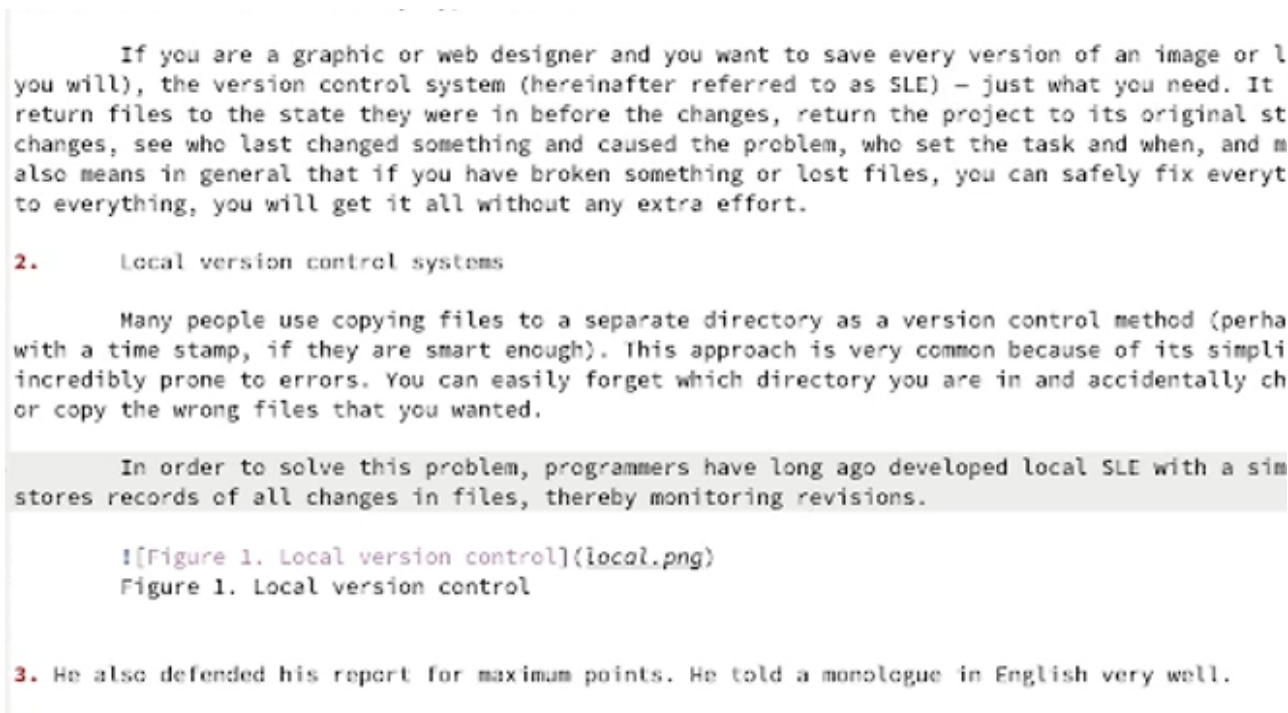 If you are a graphic or web designer and you want to save every version of an image or l
you will), the version control system (hereinafter referred to as SLE) — just what you need. It
return files to the state they were in before the changes, return the project to its original st
changes, see who last changed something and caused the problem, who set the task and when, and m
also means in general that if you have broken something or lost files, you can safely fix everyt
to everything, you will get it all without any extra effort.
2. Local version control systems
Many people use copying files to a separate directory as a version control method (perha
with a time stamp, if they are smart enough). This approach is very common because of its simpli
incredibly prone to errors. You can easily forget which directory you are in and accidentally ch
or copy the wrong files that you wanted.
In order to solve this problem, programmers have long ago developed local SLE with a sim
stores records of all changes in files, thereby monitoring revisions.
![Figure 1. Local version control](local.png)
Figure 1. Local version control
3. He also defended his report for maximum points. He told a monologue in English very well.